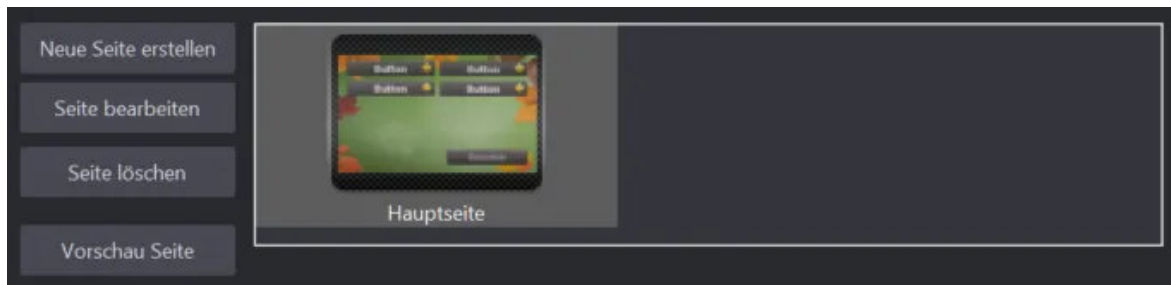 Neue Seite erstellen
Seite bearbeiten
Seite löschen
Vorschau Seite
Button
Button
Button
Button
Hauptseite